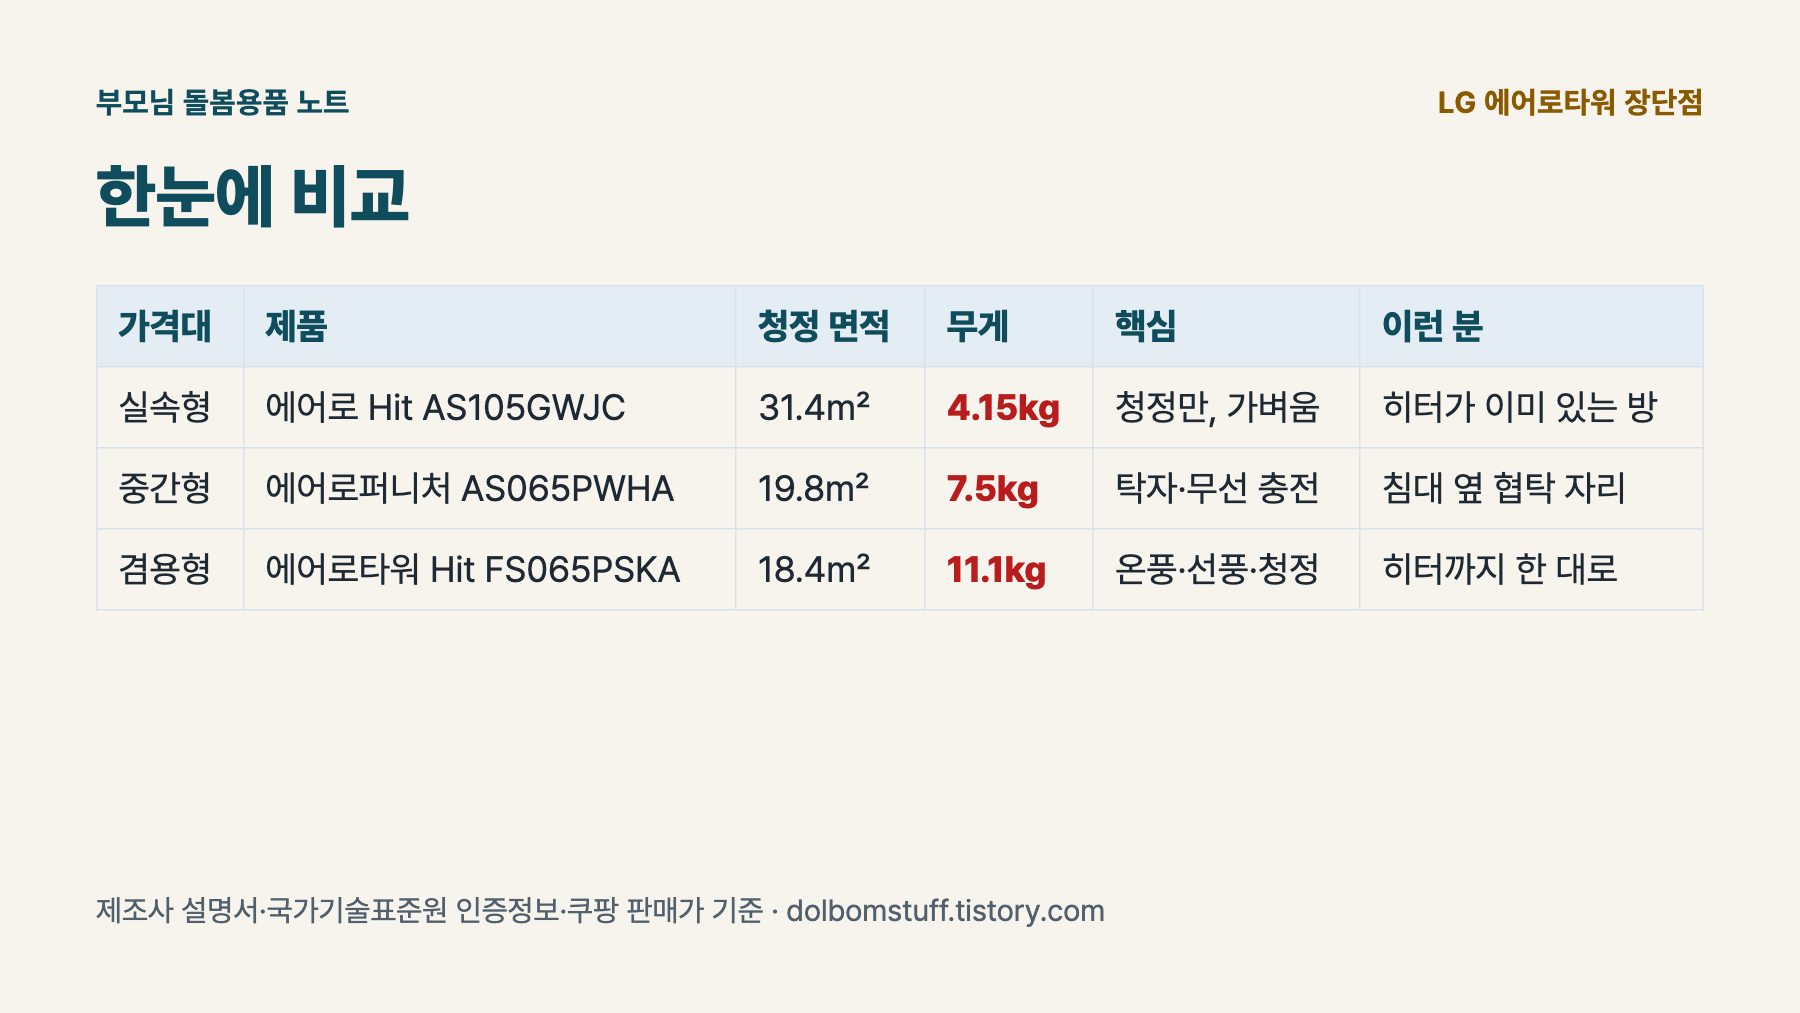 부모님 돌봄용품 노트
LG 에어로타워 장단점
한눈에 비교
가격대 제품 청정 면적 무게 핵심 이런 분
실속형 에어로 Hit AS105GWJC 31.4m² 4.15kg 청정만, 가벼움 히터가 이미 있는 방
중간형 에어로퍼니처 AS065PWHA 19.8m² 7.5kg 탁자·무선 충전 침대 옆 협탁 자리
겸용형 에어로타워 Hit FS065PSKA 18.4m² 11.1kg 온풍·선풍·청정 히터까지 한 대로
제조사 설명서·국가기술표준원 인증정보·쿠팡 판매가 기준 · dolbomstuff.tistory.com